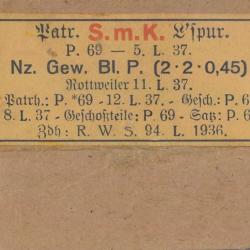 Patr. S.m.K. L'spur.
P. 69 — 5. L. 37.
Nz. Gew. Bl. P. (2·2·0,45)
Rottweiler 11. L. 37.
Patrh.: P. *69 - 12. L. 37. - Gesch.: P. 6
8. L. 37 - Geschoßteile: P. 69 - Satz: P. 6
Zdh: R. W. S. 94. L. 1936.